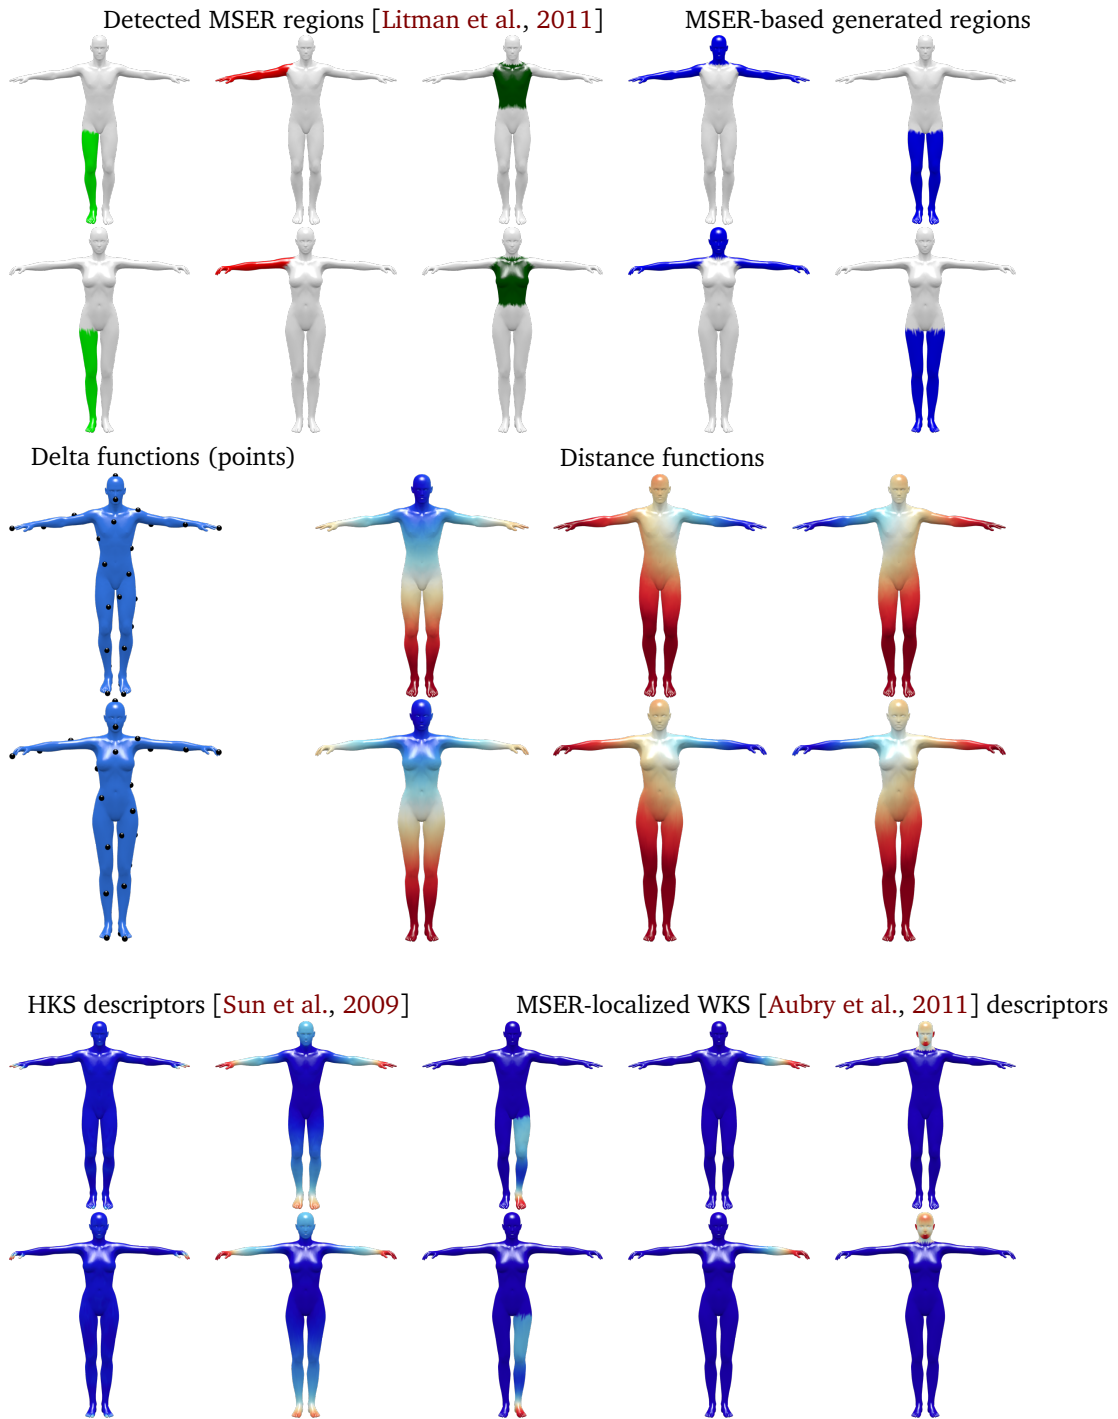 Detected MSER regions [Litman et al., 2011] MSER-based generated regions
Delta functions (points) Distance functions
HKS descriptors [Sun et al., 2009] MSER-localized WKS [Aubry et al., 2011] descriptors